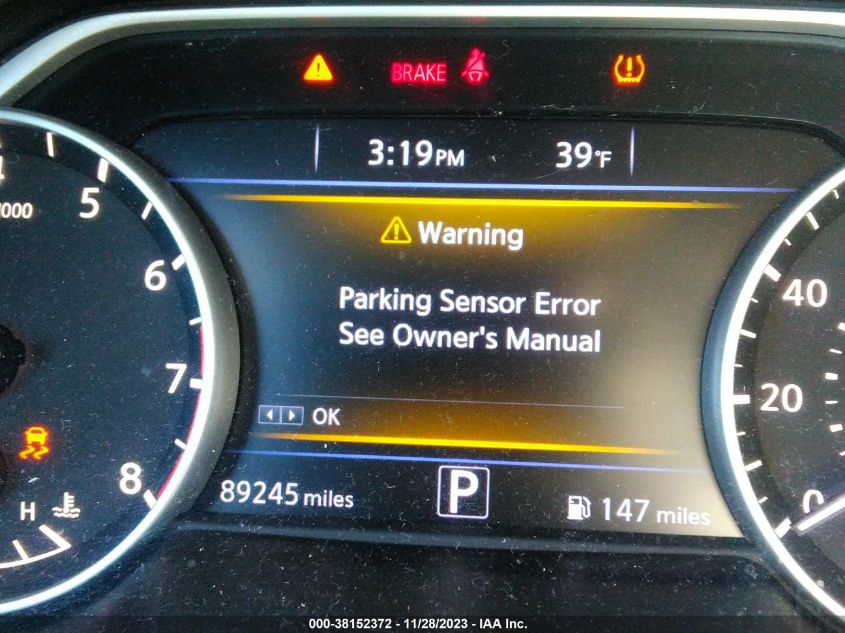 BRAKE
3:19PM 39°F
Warning
Parking Sensor Error
See Owner's Manual
OK
89245 miles P 147 miles
5
6
7
8
H
40
20
0
000-38152372 - 11/28/2023 - IAA Inc.